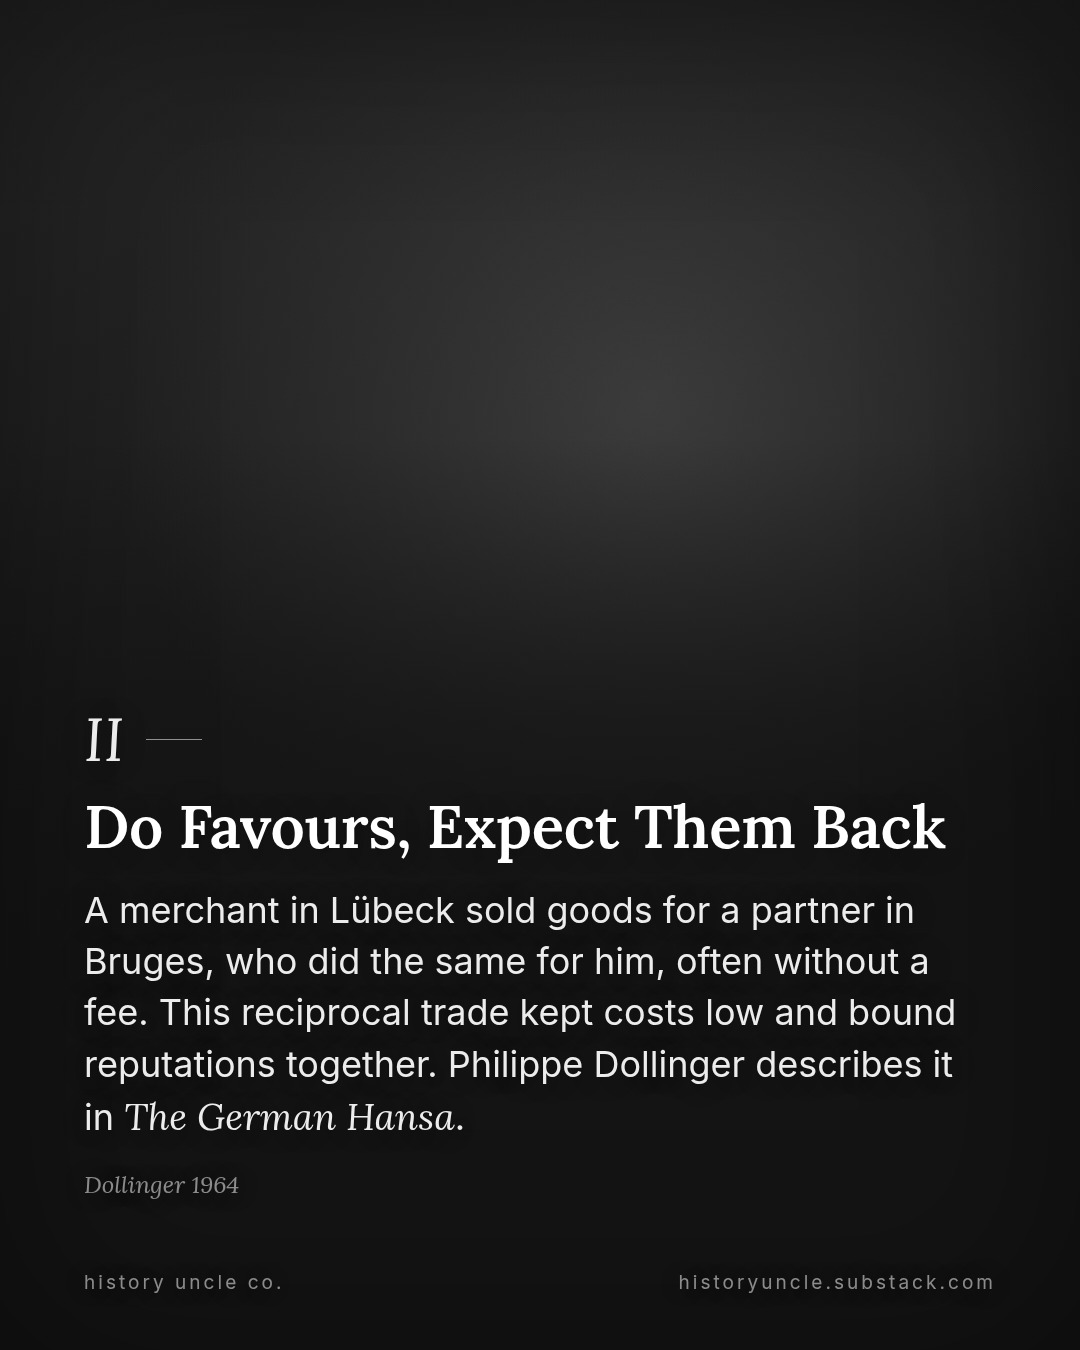 II
Do Favours, Expect Them Back
A merchant in Lübeck sold goods for a partner in
Bruges, who did the same for him, often without a
fee. This reciprocal trade kept costs low and bound
reputations together. Philippe Dollinger describes it
in The German Hansa.
Dollinger 1964
history uncle co.
historyuncle.substack.com